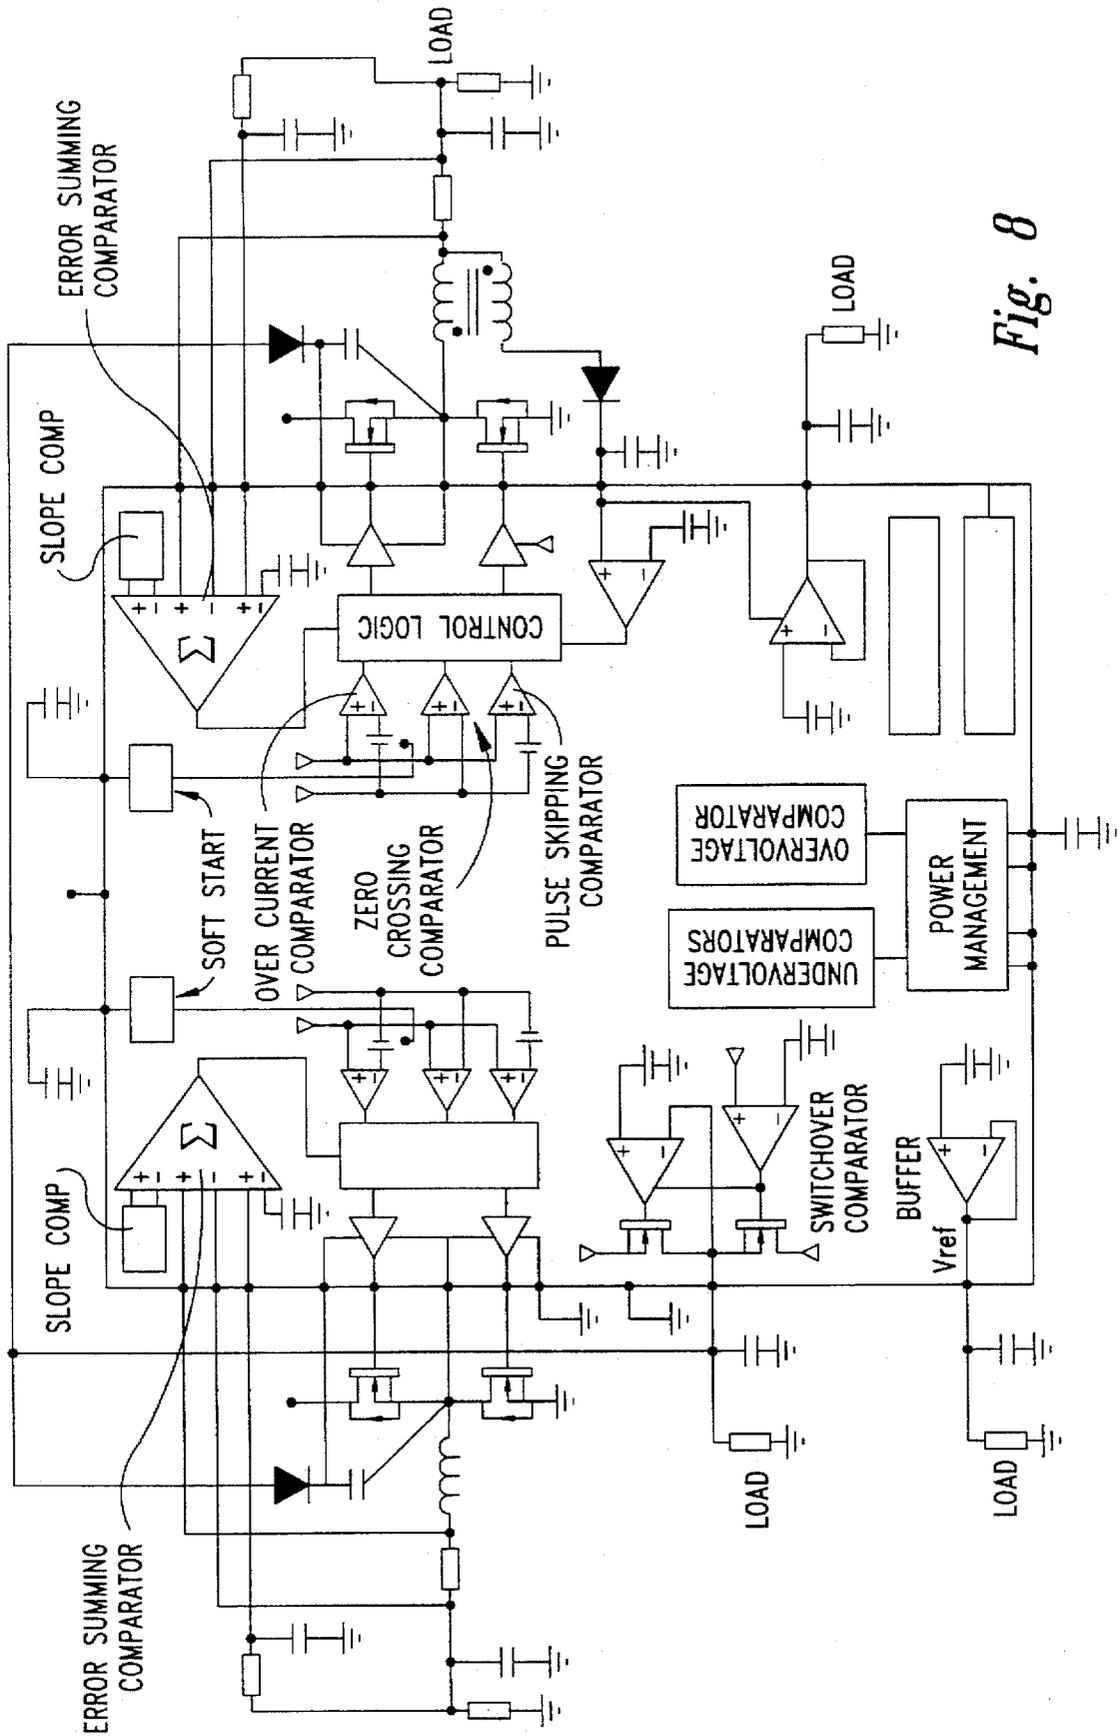 ERROR SUMMING
COMPARATOR
SLOPE COMP
SLOPE COMP
ERROR SUMMING
COMPARATOR
Σ
Σ
SOFT START
OVER CURRENT
COMPARATOR
ZERO
CROSSING
COMPARATOR
CONTROL LOGIC
LOAD
PULSE SKIPPING
COMPARATOR
UNDERVOLTAGE
COMPARATORS
OVERVOLTAGE
COMPARATOR
LOAD
SWITCHOVER
COMPARATOR
LOAD
BUFFER
Vref
POWER
MANAGEMENT
LOAD
Fig. 8